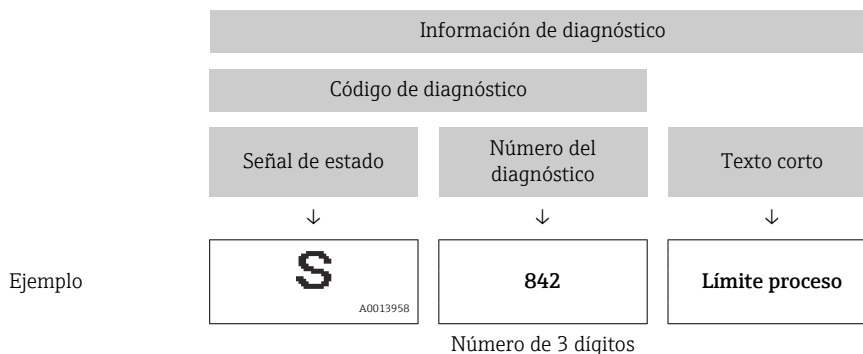 Información de diagnóstico
Código de diagnóstico
Señal de estado
Número del
diagnóstico
Texto corto
↓ ↓ ↓
Ejemplo
S
A0013958
842
Límite proceso
Número de 3 dígitos